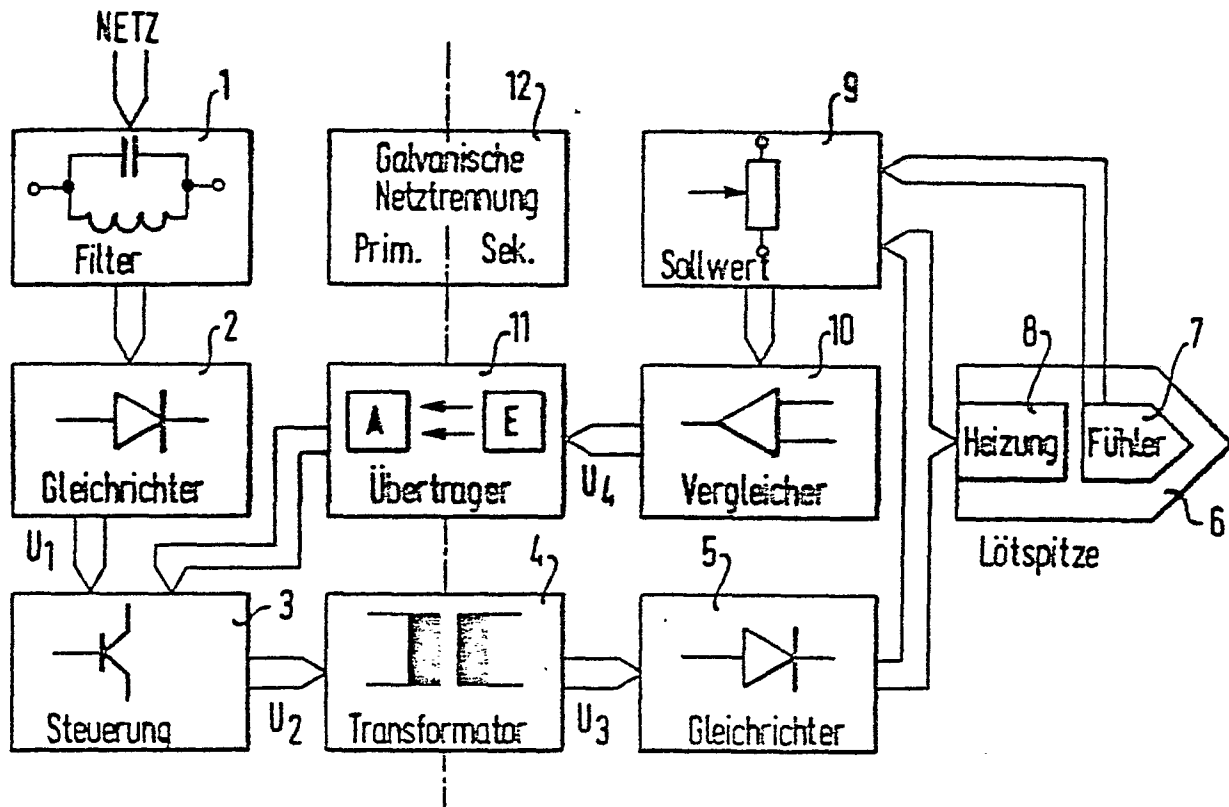 NETZ
1
Filter
12
Galvanische
Netztrennung
Prim. Sek.
9
Sollwert
2
Gleichrichter
11
A E
Übertrager
10
Vergleicher
8
Heizung
7
Fühler
6
Lötspitze
U1
U4
3
Steuerung
4
Transformator
5
Gleichrichter
U2
U3